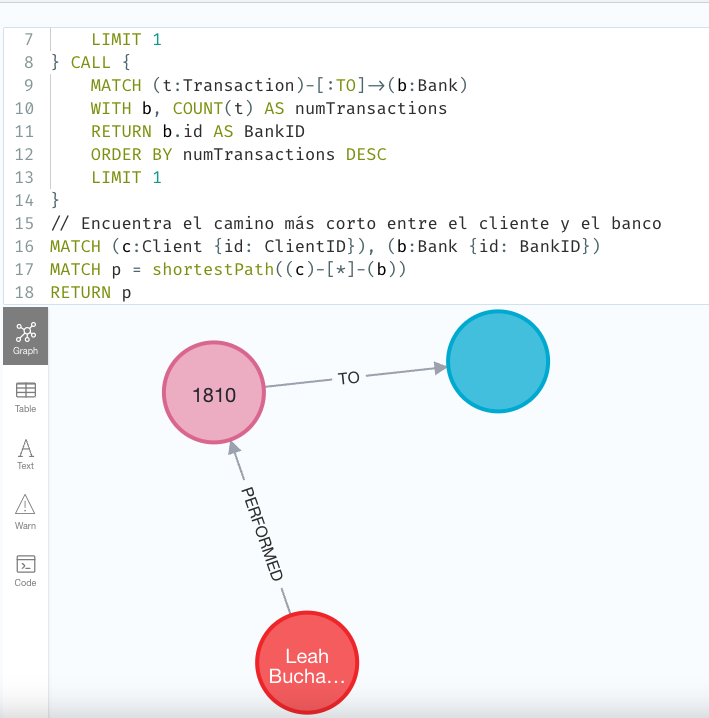 7 LIMIT 1
8 } CALL {
9 MATCH (t:Transaction)-[:TO]->(b:Bank)
10 WITH b, COUNT(t) AS numTransactions
11 RETURN b.id AS BankID
12 ORDER BY numTransactions DESC
13 LIMIT 1
14 }
15 // Encuentra el camino más corto entre el cliente y el banco
16 MATCH (c:Client {id: ClientID}), (b:Bank {id: BankID})
17 MATCH p = shortestPath((c)-[*]-(b))
18 RETURN p
Graph
Table
Text
Warn
Code
1810
TO
PERFORMED
Leah
Bucha...